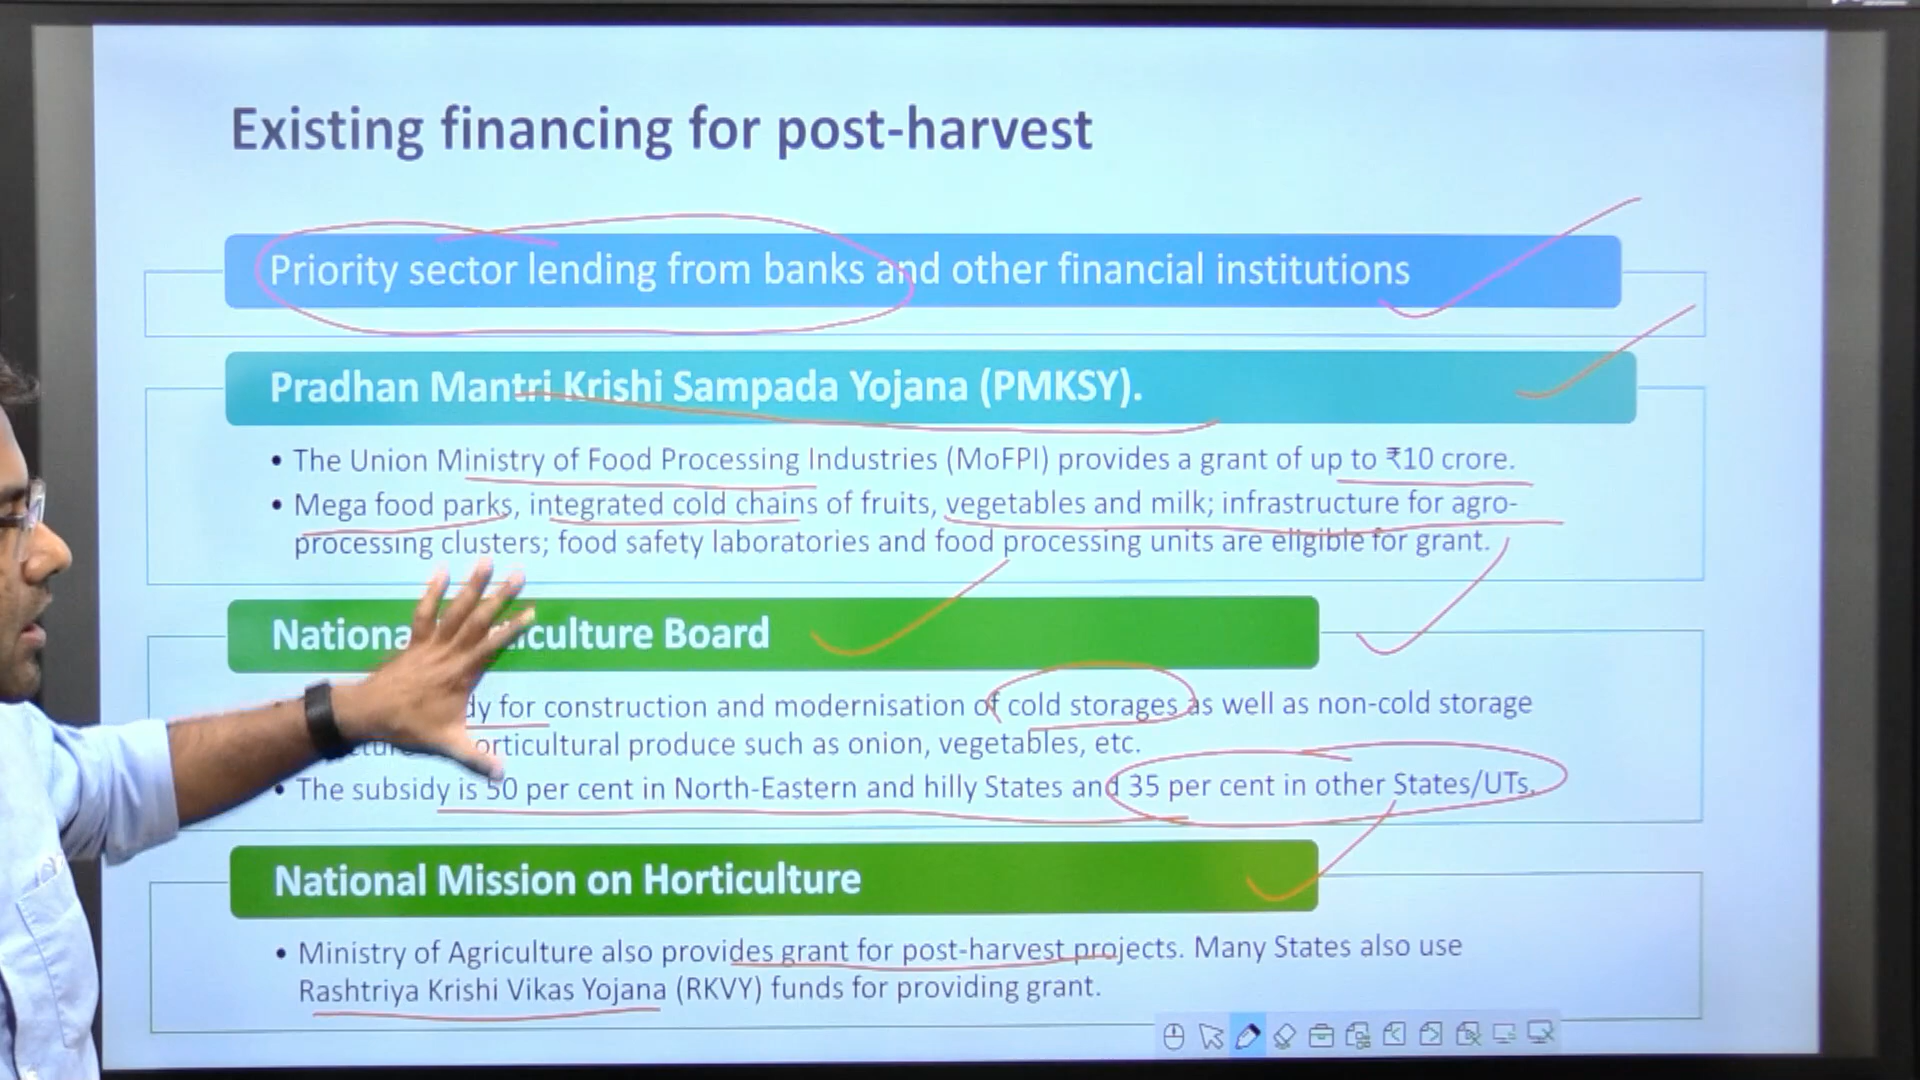 Existing financing for post-harvest
Priority sector lending from banks and other financial institutions
Pradhan Mantri Krishi Sampada Yojana (PMKSY).
• The Union Ministry of Food Processing Industries (MoFPI) provides a grant of up to ₹10 crore.
• Mega food parks, integrated cold chains of fruits, vegetables and milk; infrastructure for agro-
processing clusters; food safety laboratories and food processing units are eligible for grant.
National Board
for construction and modernisation of cold storages as well as non-cold storage
produce such as onion, vegetables, etc.
• The subsidy is 50 per cent in North-Eastern and hilly States and 35 per cent in other States/UTs.
National Mission on Horticulture
• Ministry of Agriculture also provides grant for post-harvest projects. Many States also use
Rashtriya Krishi Vikas Yojana (RKVY) funds for providing grant.